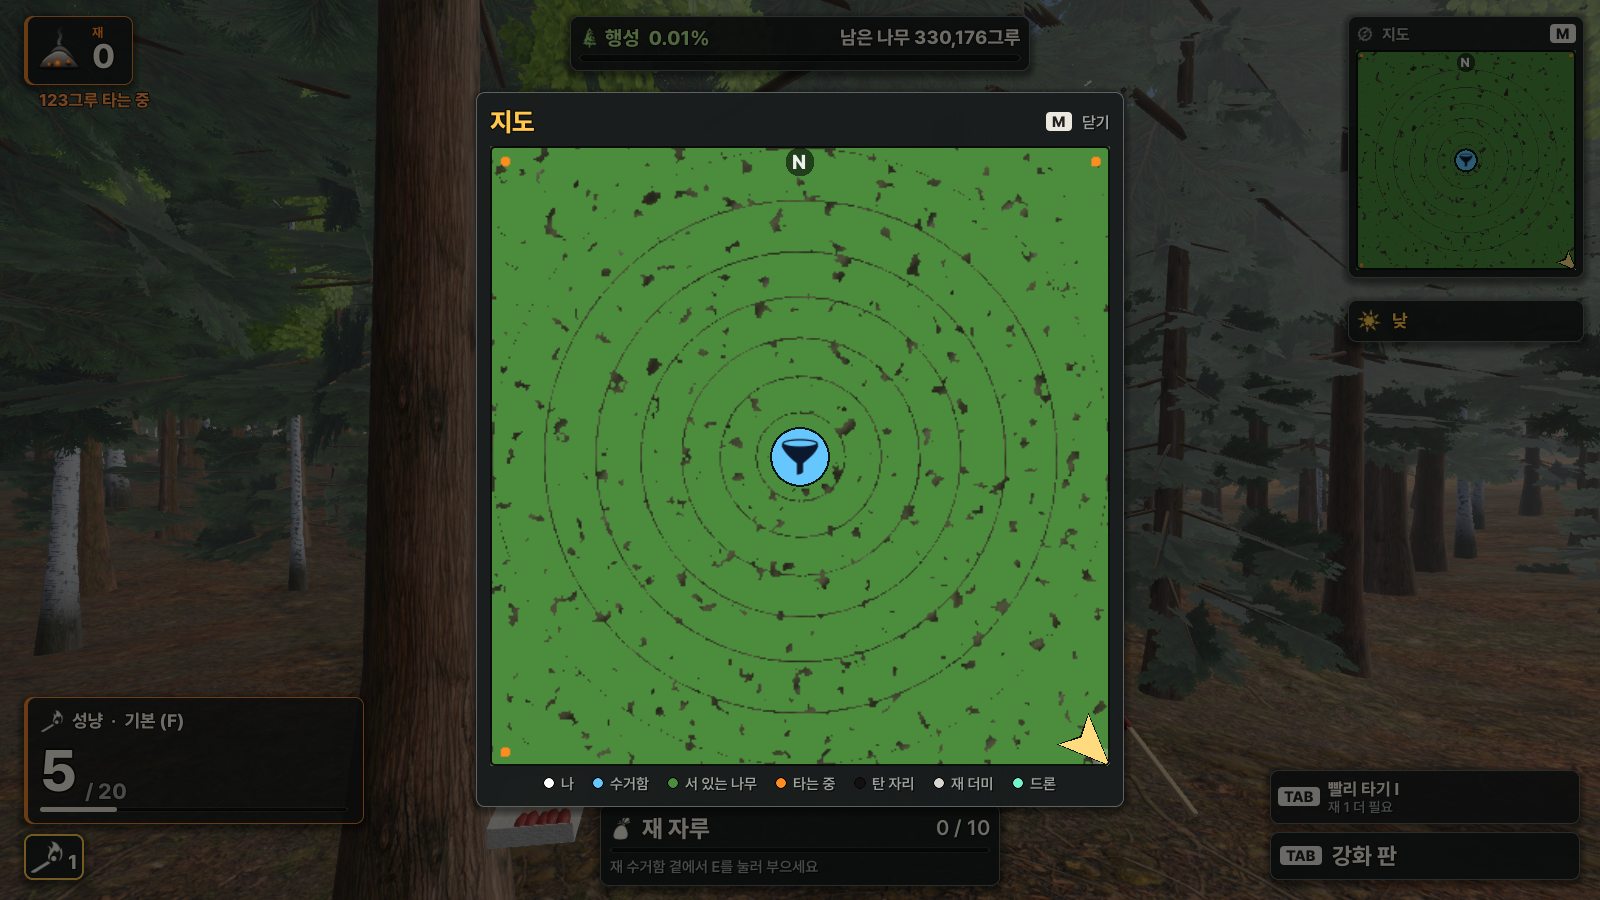 재
0
123그루 타는 중
행성 0.01%
남은 나무 330,176그루
지도
M
N
낮
지도
M 닫기
N
나
수거함
서 있는 나무
타는 중
탄 자리
재 더미
드론
성냥 · 기본 (F)
5 / 20
1
재 자루
0 / 10
재 수거함 곁에서 E를 눌러 부으세요
TAB
빨리 타기 I
재 1 더 필요
TAB
강화 판